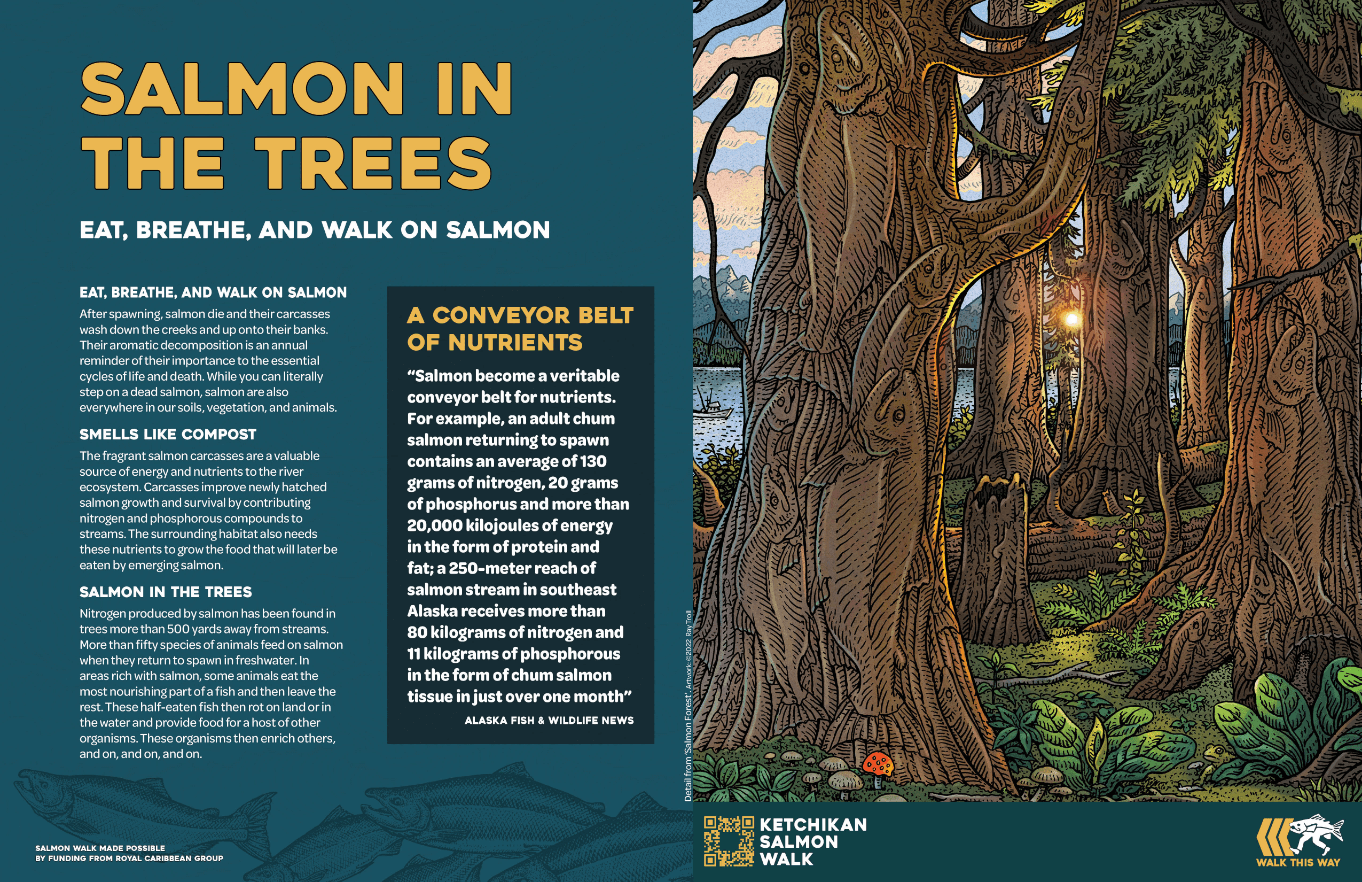 SALMON IN
THE TREES
EAT, BREATHE, AND WALK ON SALMON
EAT, BREATHE, AND WALK ON SALMON
After spawning, salmon die and their carcasses
wash down the creeks and up onto their banks.
Their aromatic decomposition is an annual
reminder of their importance to the essential
cycles of life and death. While you can literally
step on a dead salmon, salmon are also
everywhere in our soils, vegetation, and animals.
SMELLS LIKE COMPOST
The fragrant salmon carcasses are a valuable
source of energy and nutrients to the river
ecosystem. Carcasses improve newly hatched
salmon growth and survival by contributing
nitrogen and phosphorous compounds to
streams. The surrounding habitat also needs
these nutrients to grow the food that will later be
eaten by emerging salmon.
SALMON IN THE TREES
Nitrogen produced by salmon has been found in
trees more than 500 yards away from streams.
More than fifty species of animals feed on salmon
when they return to spawn in freshwater. In
areas rich with salmon, some animals eat the
most nourishing part of a fish and then leave the
rest. These half-eaten fish then rot on land or in
the water and provide food for a host of other
organisms. These organisms then enrich others,
and on, and on, and on.
A CONVEYOR BELT
OF NUTRIENTS
“Salmon become a veritable
conveyor belt for nutrients.
For example, an adult chum
salmon returning to spawn
contains an average of 130
grams of nitrogen, 20 grams
of phosphorus and more than
20,000 kilojoules of energy
in the form of protein and
fat; a 250-meter reach of
salmon stream in southeast
Alaska receives more than
80 kilograms of nitrogen and
11 kilograms of phosphorous
in the form of chum salmon
tissue in just over one month”
ALASKA FISH & WILDLIFE NEWS
SALMON WALK MADE POSSIBLE
BY FUNDING FROM ROYAL CARIBBEAN GROUP
Detail from "Salmon Forest", Artwork ©2022 Ray Troll
KETCHIKAN
SALMON
WALK
WALK THIS WAY